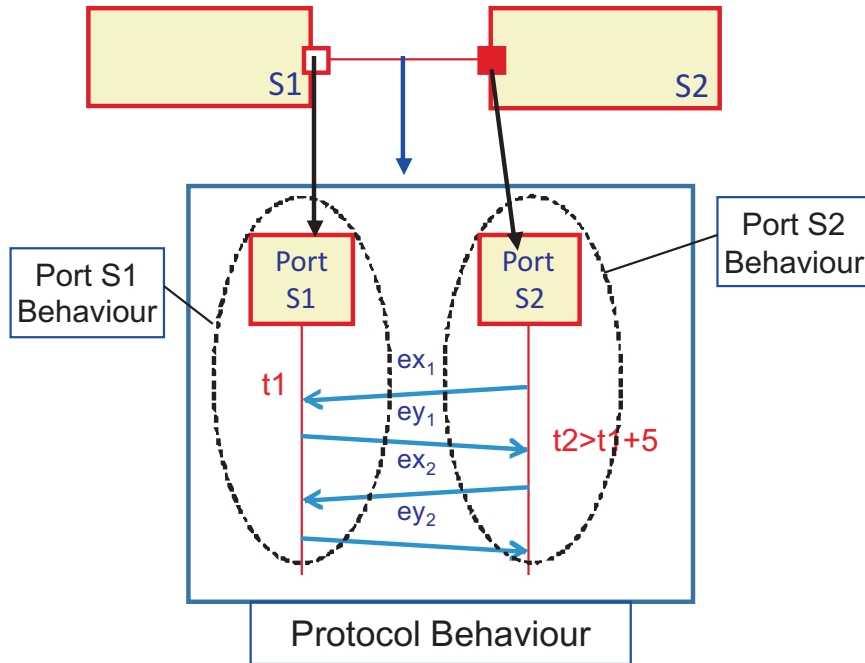 S1
S2
Port S1
Behaviour
Port S2
Behaviour
Port
S1
Port
S2
t1
ex₁
ey₁
t2>t1+5
ex₂
ey₂
Protocol Behaviour